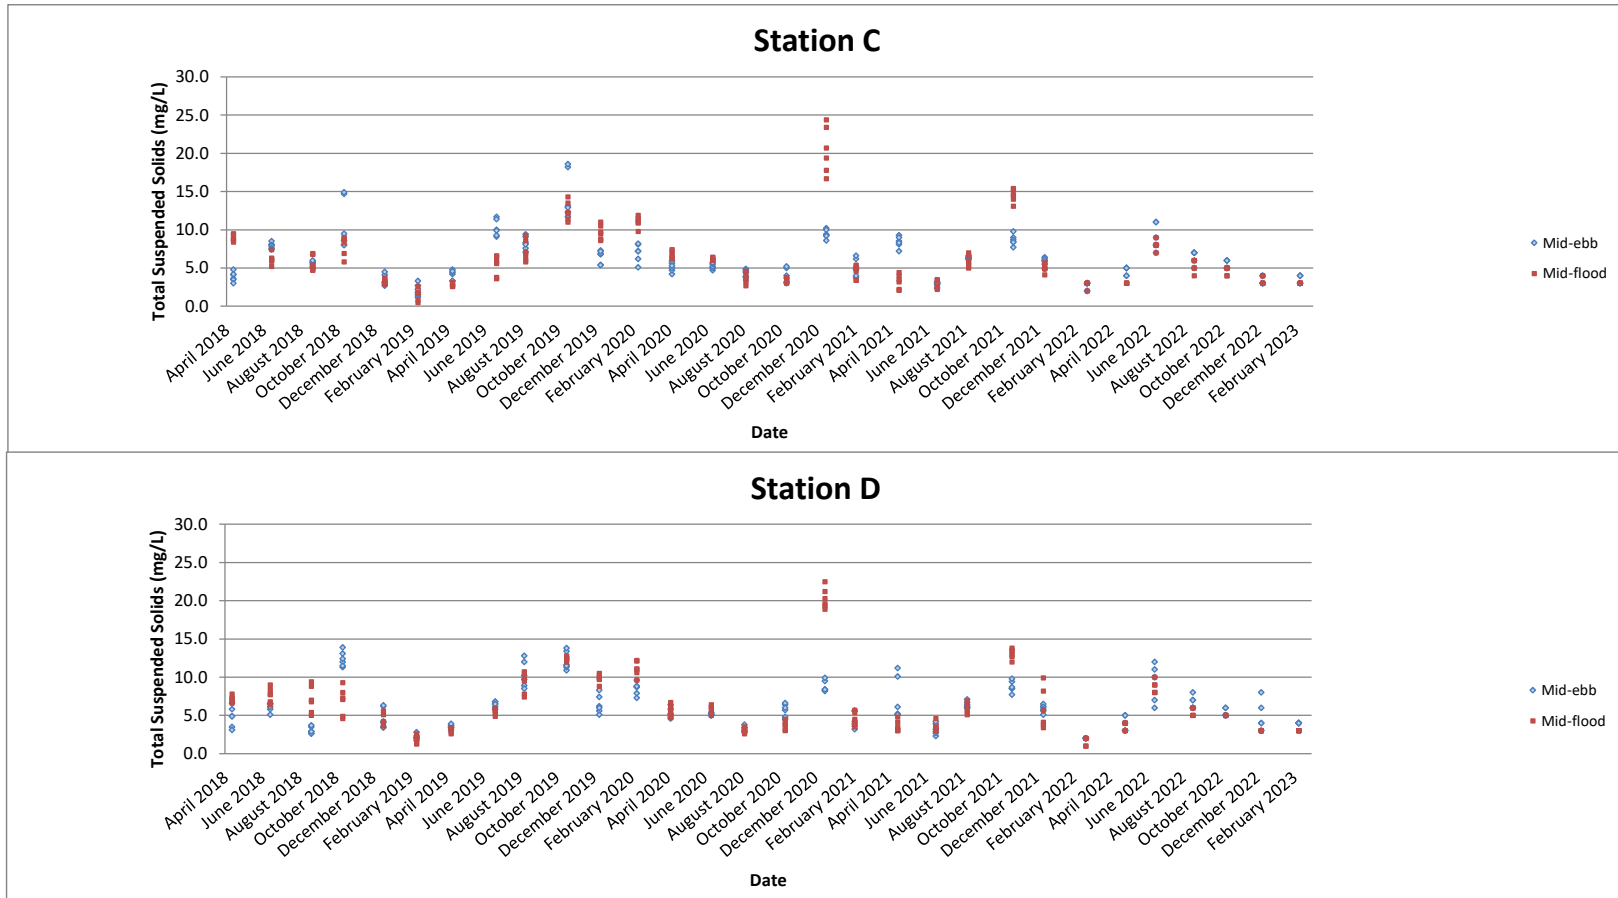 Station C
Total Suspended Solids (mg/L)
30.0
25.0
20.0
15.0
10.0
5.0
0.0
April 2018
June 2018
August 2018
October 2018
December 2018
February 2019
April 2019
June 2019
August 2019
October 2019
December 2019
February 2020
April 2020
June 2020
August 2020
October 2020
December 2020
February 2021
April 2021
June 2021
August 2021
October 2021
December 2021
February 2022
April 2022
June 2022
August 2022
October 2022
December 2022
February 2023
Date
Mid-ebb
Mid-flood
Station D
Total Suspended Solids (mg/L)
30.0
25.0
20.0
15.0
10.0
5.0
0.0
April 2018
June 2018
August 2018
October 2018
December 2018
February 2019
April 2019
June 2019
August 2019
October 2019
December 2019
February 2020
April 2020
June 2020
August 2020
October 2020
December 2020
February 2021
April 2021
June 2021
August 2021
October 2021
December 2021
February 2022
April 2022
June 2022
August 2022
October 2022
December 2022
February 2023
Date
Mid-ebb
Mid-flood